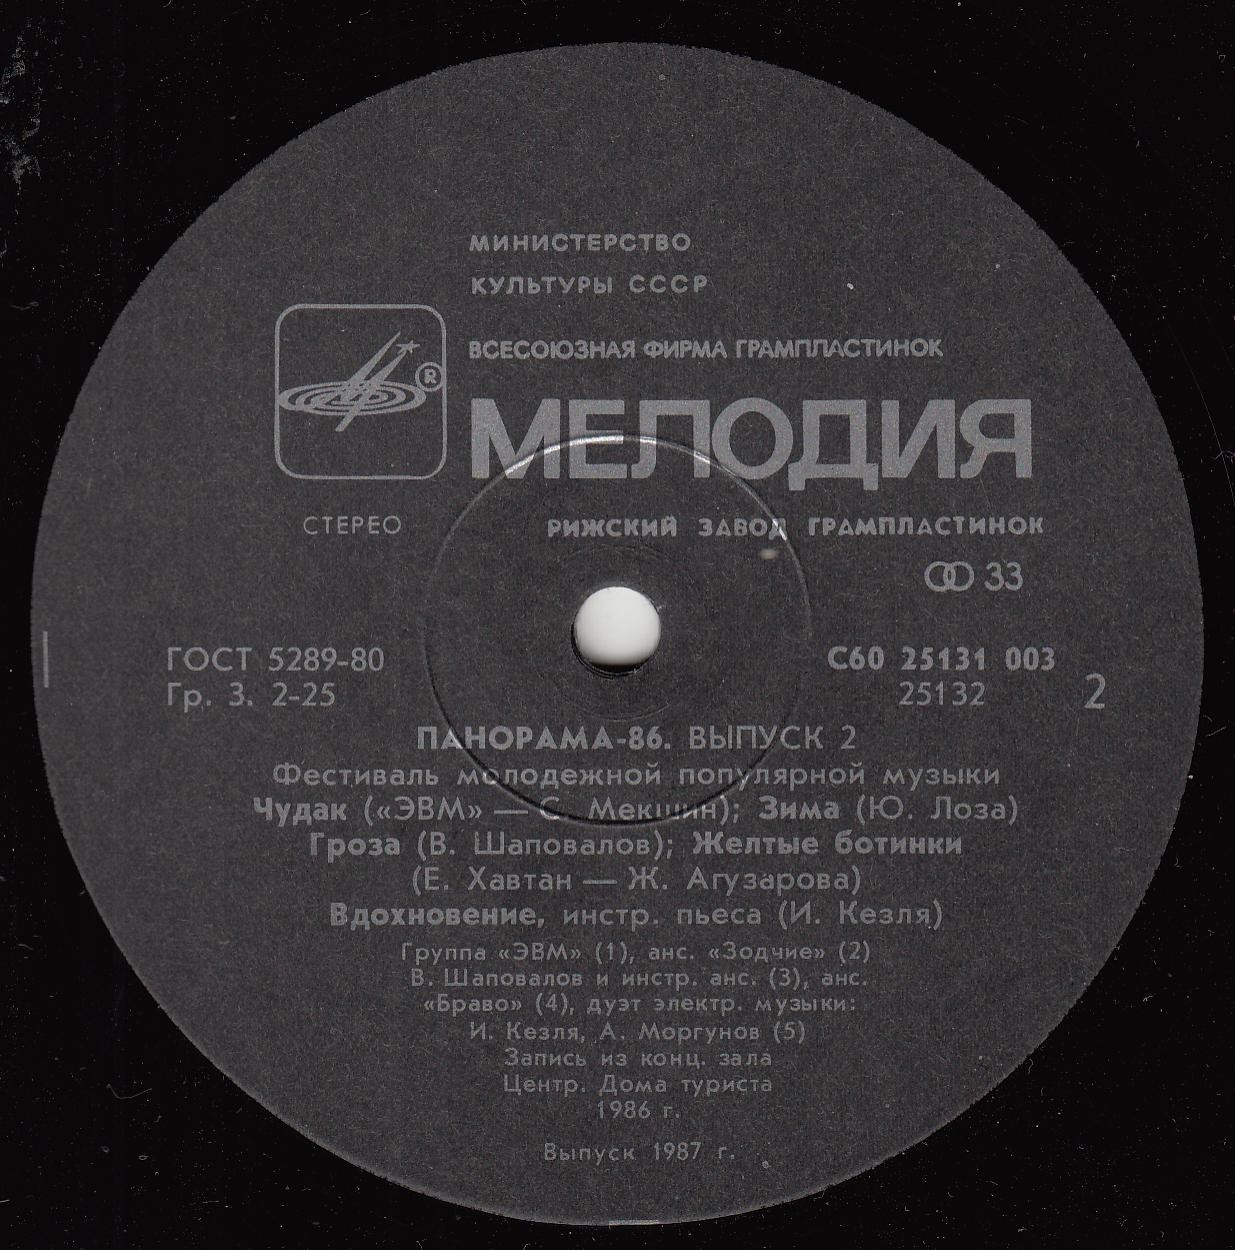 МИНИСТЕРСТВО
КУЛЬТУРЫ СССР
ВСЕСОЮЗНАЯ ФИРМА ГРАМПЛАСТИНОК
®
МЕЛОДИЯ
СТЕРЕО
РИЖСКИЙ ЗАВОД ГРАМПЛАСТИНОК
33
ГОСТ 5289-80
Гр. 3. 2-25
С60 25131 003
25132
2
ПАНОРАМА-86. ВЫПУСК 2
Фестиваль молодежной популярной музыки
Чудак («ЭВМ» — С. Мекшин); Зима (Ю. Лоза)
Гроза (В. Шаповалов); Желтые ботинки
(Е. Хавтан — Ж. Агузарова)
Вдохновение, инстр. пьеса (И. Кезля)
Группа «ЭВМ» (1), анс. «Зодчие» (2)
В. Шаповалов и инстр. анс. (3), анс.
«Браво» (4), дуэт электр. музыки:
И. Кезля, А. Моргунов (5)
Запись из конц. зала
Центр. Дома туриста
1986 г.
Выпуск 1987 г.